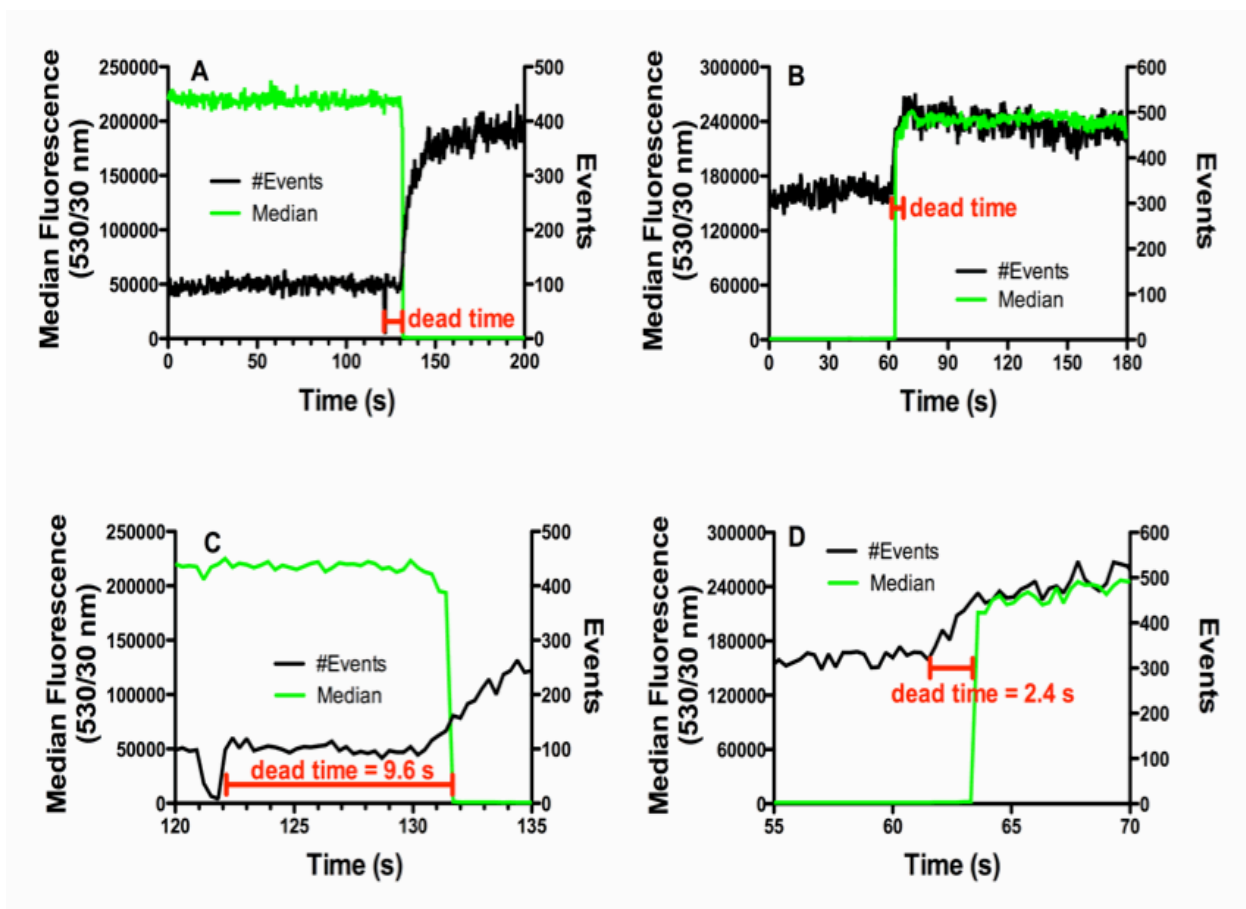 A
Median Fluorescence
(530/30 nm)
250000
200000
150000
100000
50000
0
500
400
300
200
100
0
Events
#Events
Median
dead time
0
50
100
150
200
Time (s)
B
Median Fluorescence
(530/30 nm)
300000
240000
180000
120000
60000
0
600
500
400
300
200
100
0
Events
dead time
#Events
Median
0
30
60
90
120
150
180
Time (s)
C
Median Fluorescence
(530/30 nm)
250000
200000
150000
100000
50000
0
500
400
300
200
100
0
Events
#Events
Median
dead time = 9.6 s
120
125
130
135
Time (s)
D
Median Fluorescence
(530/30 nm)
300000
240000
180000
120000
60000
0
600
500
400
300
200
100
0
Events
#Events
Median
dead time = 2.4 s
55
60
65
70
Time (s)